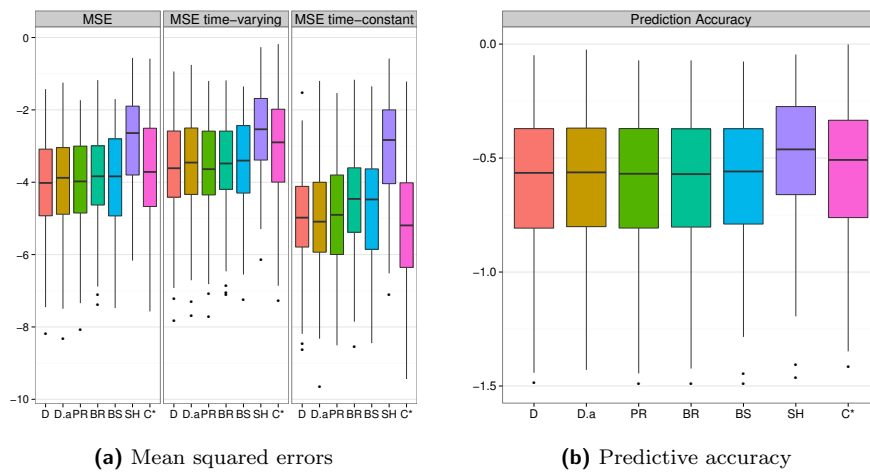 MSE MSE time−varying MSE time−constant
0
−2
−4
−6
−8
−10
D D.a PR BR BS SH C* D D.a PR BR BS SH C* D D.a PR BR BS SH C*
(a) Mean squared errors
Prediction Accuracy
0.0
−0.5
−1.0
−1.5
D D.a PR BR BS SH C*
(b) Predictive accuracy